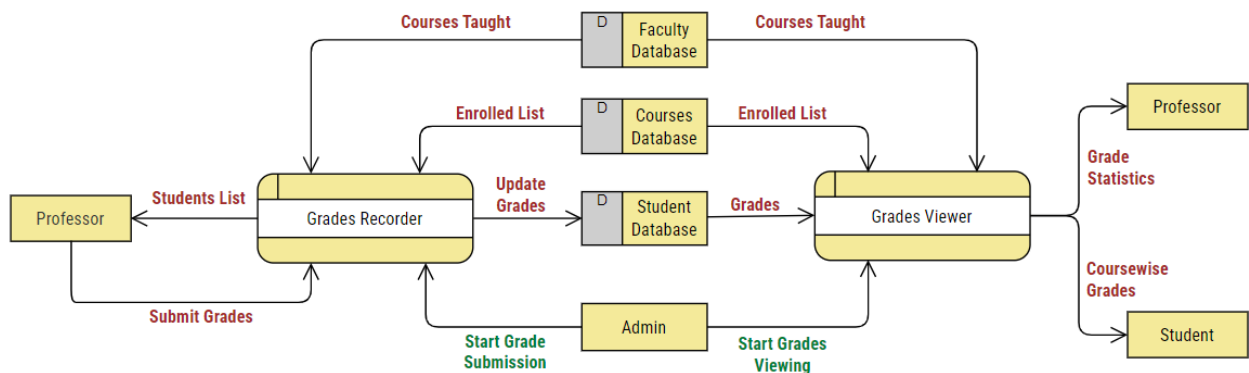 Courses Taught
D
Faculty
Database
Courses Taught
Enrolled List
D
Courses
Database
Enrolled List
Professor
Grade
Statistics
Students List
Professor
Grades Recorder
Update
Grades
D
Student
Database
Grades
Grades Viewer
Coursewise
Grades
Submit Grades
Start Grade
Submission
Admin
Start Grades
Viewing
Student